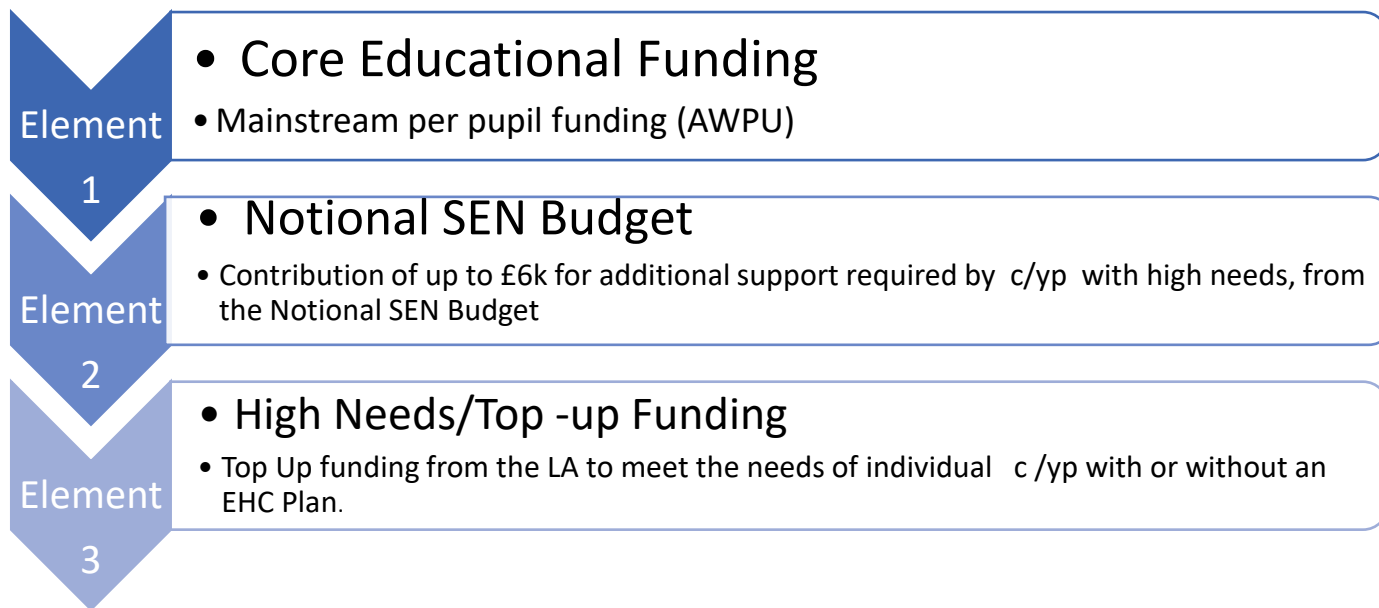 Element
1
• Core Educational Funding
• Mainstream per pupil funding (AWPU)
Element
2
• Notional SEN Budget
• Contribution of up to £6k for additional support required by c/yp with high needs, from
the Notional SEN Budget
Element
3
• High Needs/Top -up Funding
• Top Up funding from the LA to meet the needs of individual c /yp with or without an
EHC Plan.